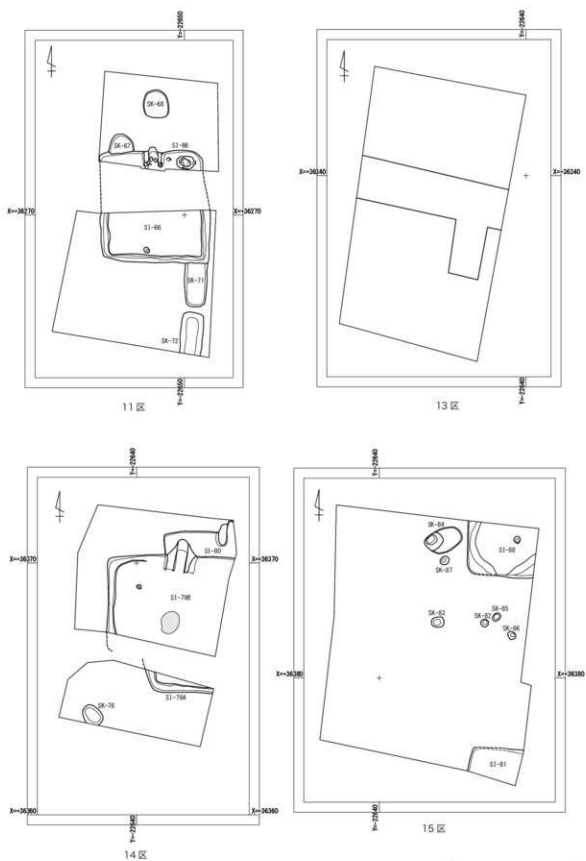 Y=-22650
SK-68
SK-67
SI-66
X=+36270
X=+36270
SI-66
SK-71
SK-72
Y=-22650
11区
Y=-22640
X=+36340
X=+36340
Y=-22640
13区
Y=-22640
SI-80
X=+36370
X=+36370
SI-79B
SI-79A
SK-78
X=+36360
X=+36360
Y=-22640
14区
Y=-22640
SK-84
SI-88
SK-87
SK-83
SK-85
SK-82
SK-86
X=+36380
X=+36380
SI-81
Y=-22640
15区